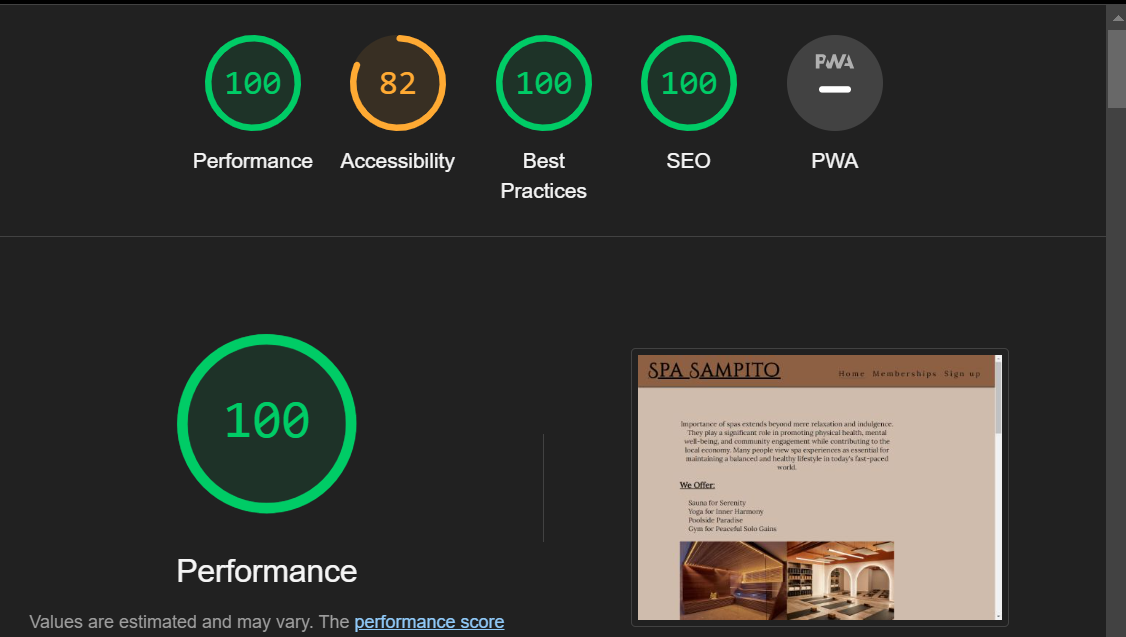 100
82
100
100
PWA
Performance
Accessibility
Best
Practices
SEO
PWA
100
Performance
Values are estimated and may vary. The performance score
SPA SAMPITO
Home Memberships Sign up
Importance of spas extends beyond mere relaxation and indulgence.
They play a significant role in promoting physical health, mental
well-being, and community engagement while contributing to the
local economy. Many people view spa experiences as essential for
maintaining a balanced and healthy lifestyle in today's fast-paced
world.
We Offer:
Sauna for Serenity
Yoga for Inner Harmony
Poolside Paradise
Gym for Peaceful Solo Gains